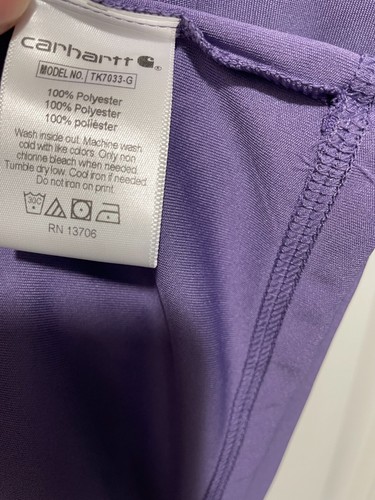 carhartt
MODEL NO. TK7033-G
100% Polyester
100% Polyester
100% poliéster
Wash inside out. Machine wash
cold with like colors. Only non
chlorine bleach when needed.
Tumble dry low. Cool iron if needed.
Do not iron on print.
30C
RN 13706